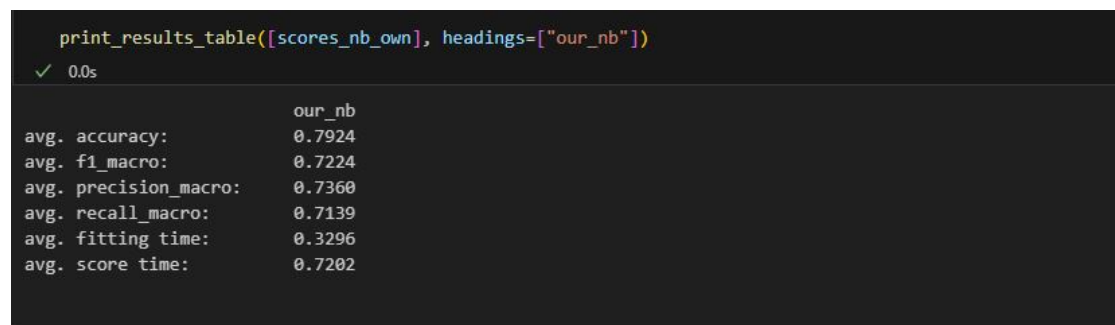 print_results_table([scores_nb_own], headings=["our_nb"])
✓ 0.0s
our_nb
avg. accuracy: 0.7924
avg. f1_macro: 0.7224
avg. precision_macro: 0.7360
avg. recall_macro: 0.7139
avg. fitting time: 0.3296
avg. score time: 0.7202